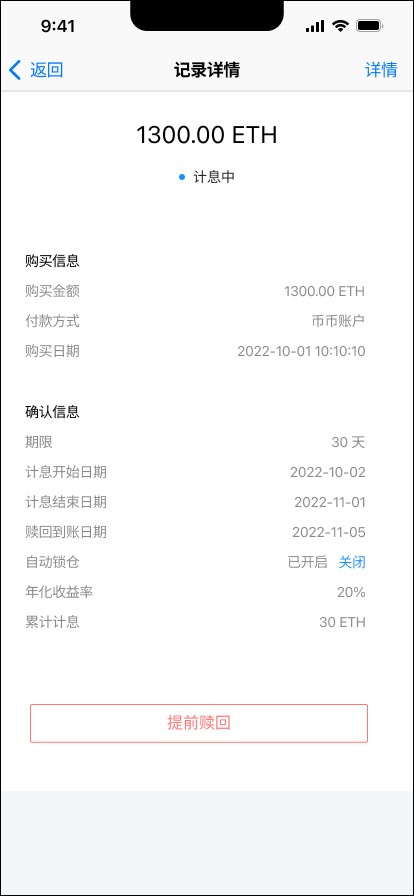 9:41
返回 记录详情 详情
1300.00 ETH
计息中
购买信息
购买金额 1300.00 ETH
付款方式 币币账户
购买日期 2022-10-01 10:10:10
确认信息
期限 30 天
计息开始日期 2022-10-02
计息结束日期 2022-11-01
赎回到账日期 2022-11-05
自动锁仓 已开启 关闭
年化收益率 20%
累计计息 30 ETH
提前赎回